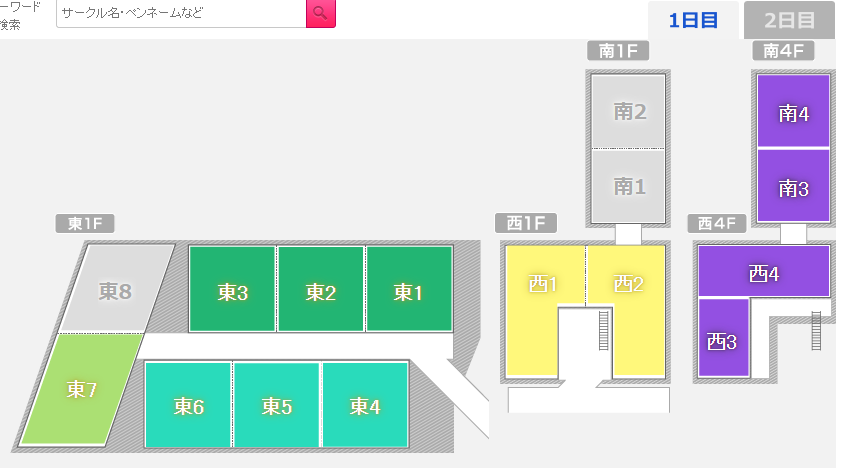 ーワード
検索
サークル名・ペンネームなど
1日目
2日目
南1F
南4F
南2
南4
南1
南3
東1F
西1F
西4F
東8
東3
東2
東1
西1
西2
西4
西3
東7
東6
東5
東4